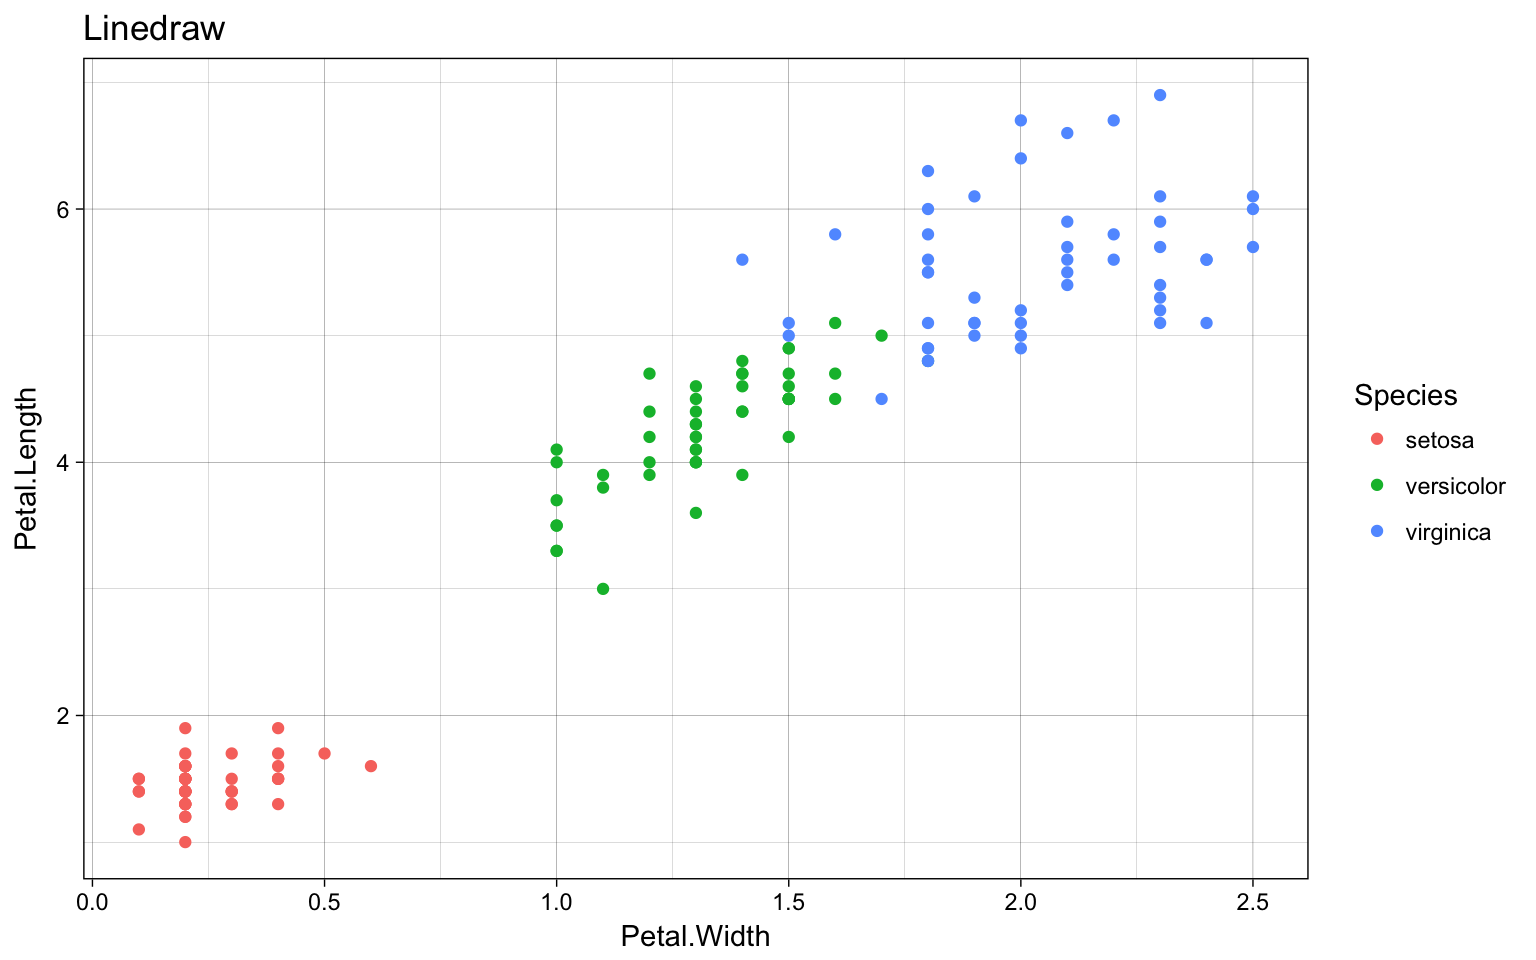 Linedraw
Petal.Length
6
4
2
0.0 0.5 1.0 1.5 2.0 2.5
Petal.Width
Species
setosa
versicolor
virginica